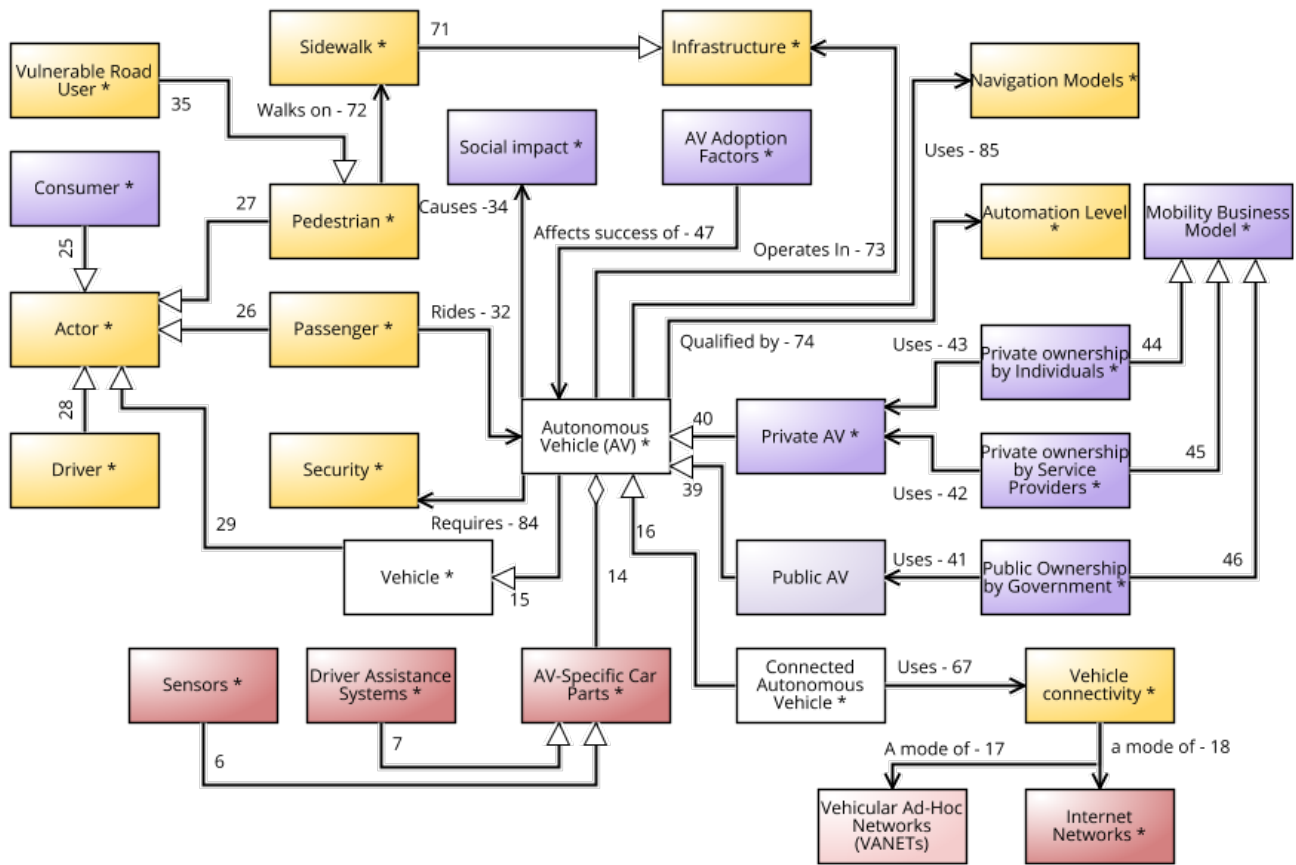 Sidewalk *
71
Infrastructure *
Vulnerable Road
User *
35
Walks on - 72
Navigation Models *
Social impact *
AV Adoption
Factors *
Uses - 85
Consumer *
27
Pedestrian *
Causes -34
Affects success of - 47
Operates In - 73
Automation Level
*
Mobility Business
Model *
25
Actor *
26
Passenger *
Rides - 32
Qualified by - 74
Uses - 43
Private ownership
by Individuals *
44
28
Driver *
Security *
Autonomous
Vehicle (AV) *
40
Private AV *
39
Private ownership
by Service
Providers *
45
Uses - 42
29
Requires - 84
16
Vehicle *
15
14
Public AV
Uses - 41
Public Ownership
by Government *
46
Sensors *
Driver Assistance
Systems *
AV-Specific Car
Parts *
Connected
Autonomous
Vehicle *
Uses - 67
Vehicle
connectivity *
6
7
A mode of - 17
a mode of - 18
Vehicular Ad-Hoc
Networks
(VANETs)
Internet
Networks *